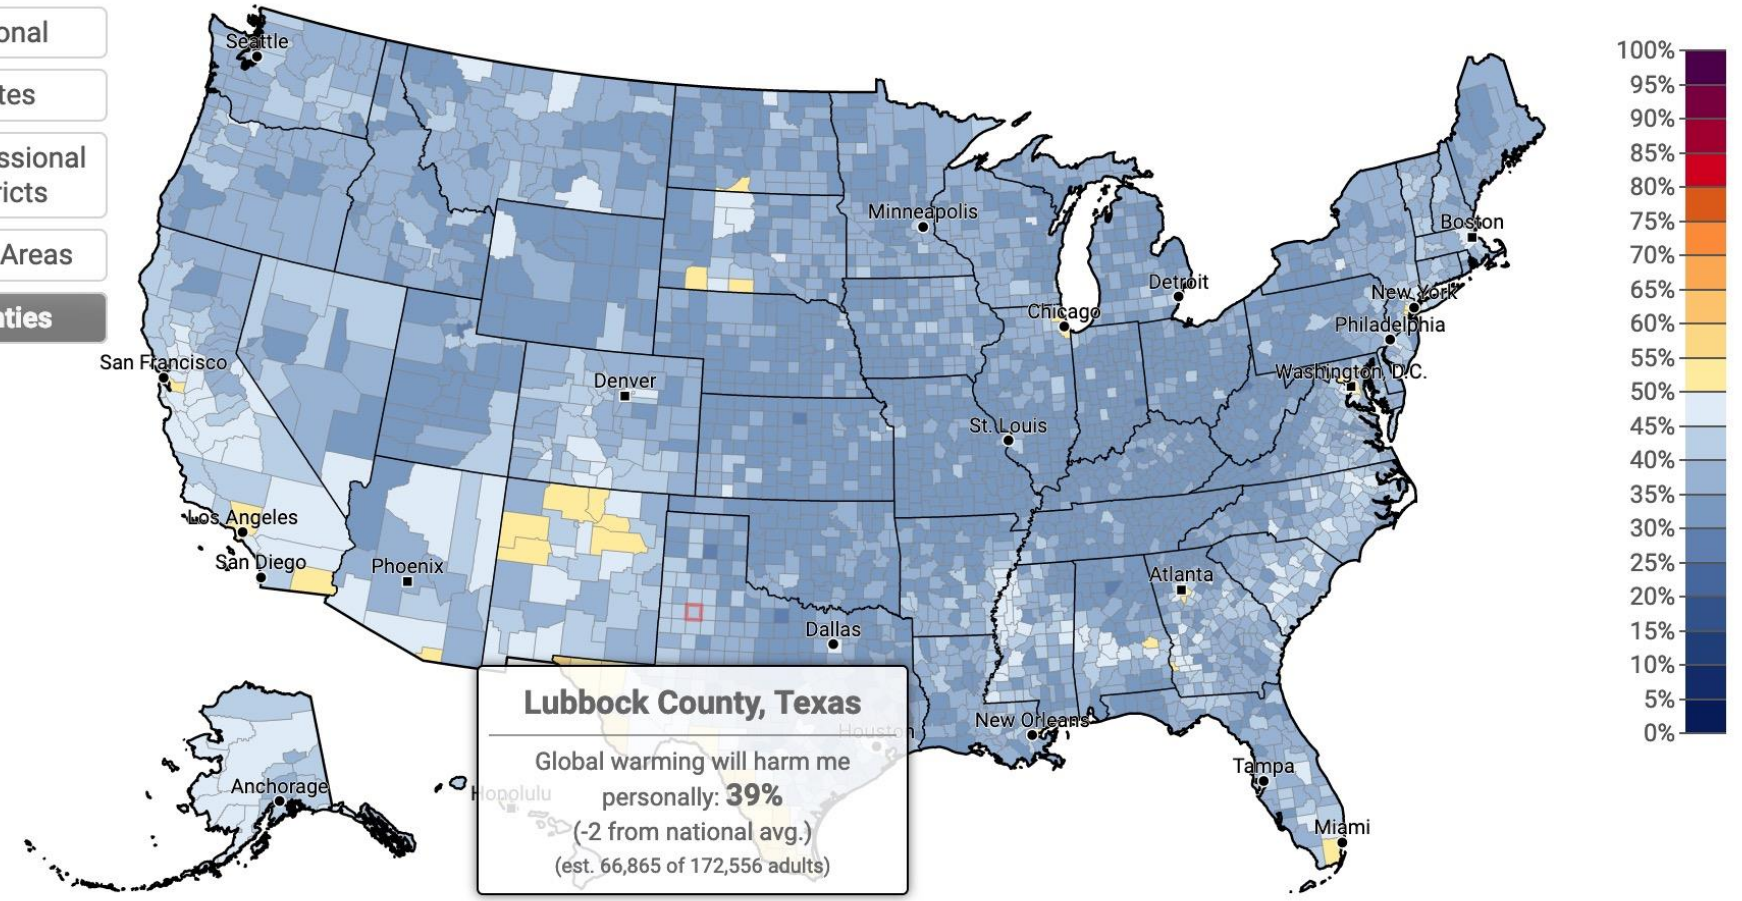 onal
tes
ssional
ricts
Areas
nties
Seattle
San Francisco
Los Angeles
San Diego
Phoenix
Denver
Minneapolis
Chicago
Detroit
St. Louis
Dallas
Houston
New Orleans
Atlanta
Tampa
Miami
Washington, D.C.
Philadelphia
New York
Boston
Anchorage
Honolulu
Lubbock County, Texas
Global warming will harm me
personally: 39%
(-2 from national avg.)
(est. 66,865 of 172,556 adults)
100%
95%
90%
85%
80%
75%
70%
65%
60%
55%
50%
45%
40%
35%
30%
25%
20%
15%
10%
5%
0%